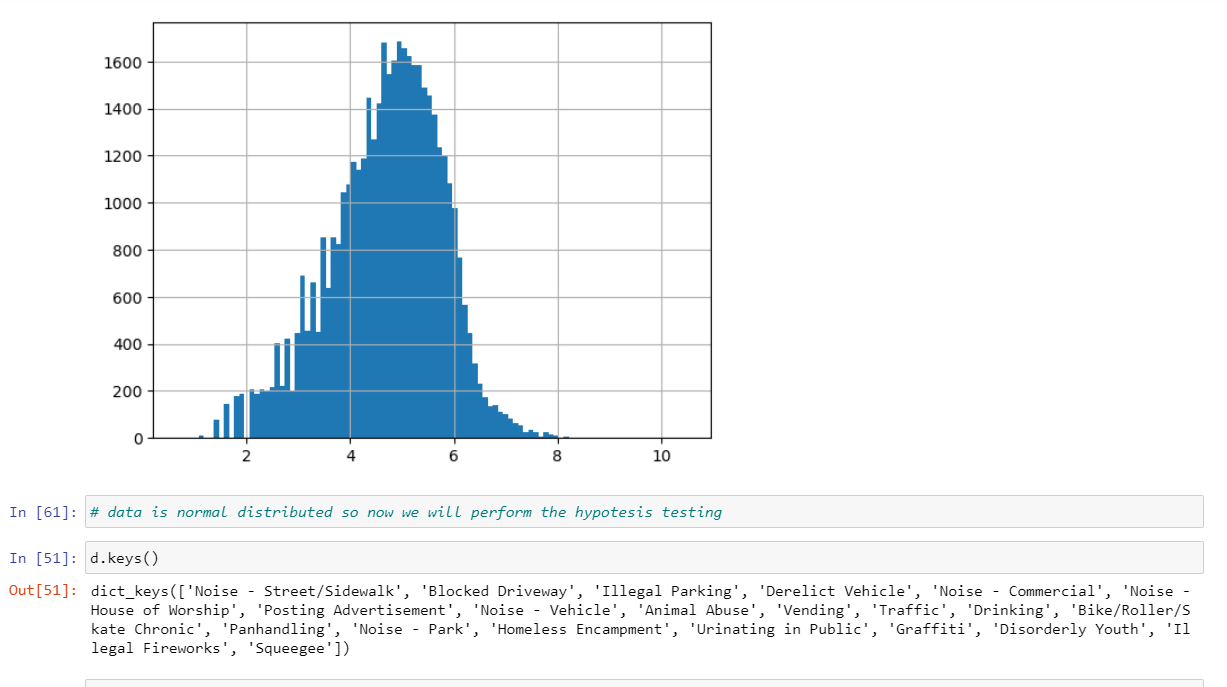 1600
1400
1200
1000
800
600
400
200
0
2 4 6 8 10
In [61]: # data is normal distributed so now we will perform the hypotesis testing
In [51]: d.keys()
Out[51]: dict_keys(['Noise - Street/Sidewalk', 'Blocked Driveway', 'Illegal Parking', 'Derelict Vehicle', 'Noise - Commercial', 'Noise -
House of Worship', 'Posting Advertisement', 'Noise - Vehicle', 'Animal Abuse', 'Vending', 'Traffic', 'Drinking', 'Bike/Roller/S
kate Chronic', 'Panhandling', 'Noise - Park', 'Homeless Encampment', 'Urinating in Public', 'Graffiti', 'Disorderly Youth', 'Il
legal Fireworks', 'Squeegee'])